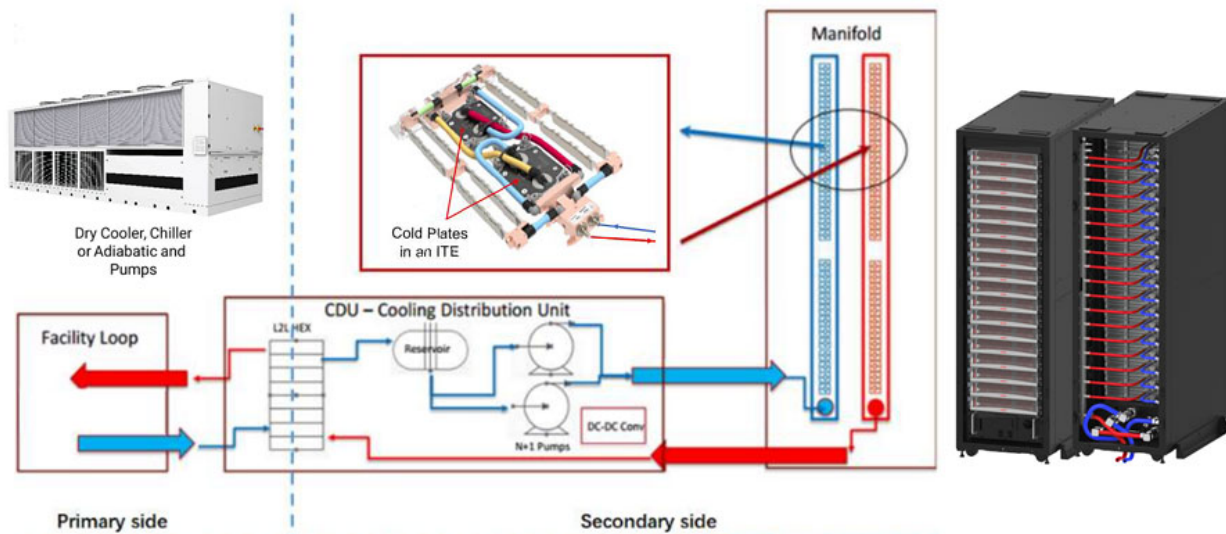 Manifold
Cold Plates
in an ITE
Dry Cooler, Chiller
or Adiabatic and
Pumps
CDU – Cooling Distribution Unit
Facility Loop
L2L HEX
Reservoir
DC-DC Conv
N+1 Pumps
Primary side
Secondary side